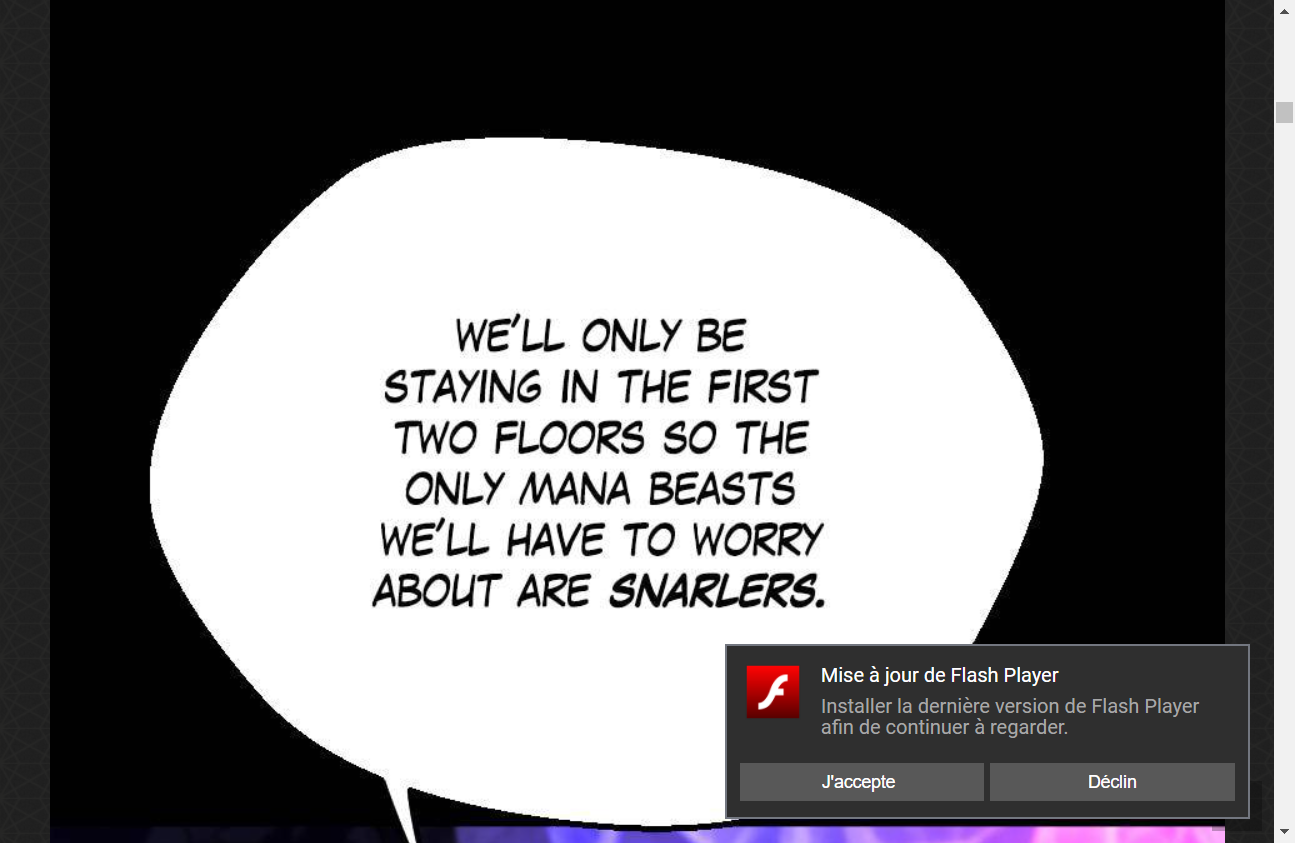 WE'LL ONLY BE
STAYING IN THE FIRST
TWO FLOORS SO THE
ONLY MANA BEASTS
WE'LL HAVE TO WORRY
ABOUT ARE SNARLERS.
Mise à jour de Flash Player
Installer la dernière version de Flash Player
afin de continuer à regarder.
J'accepte
Déclin